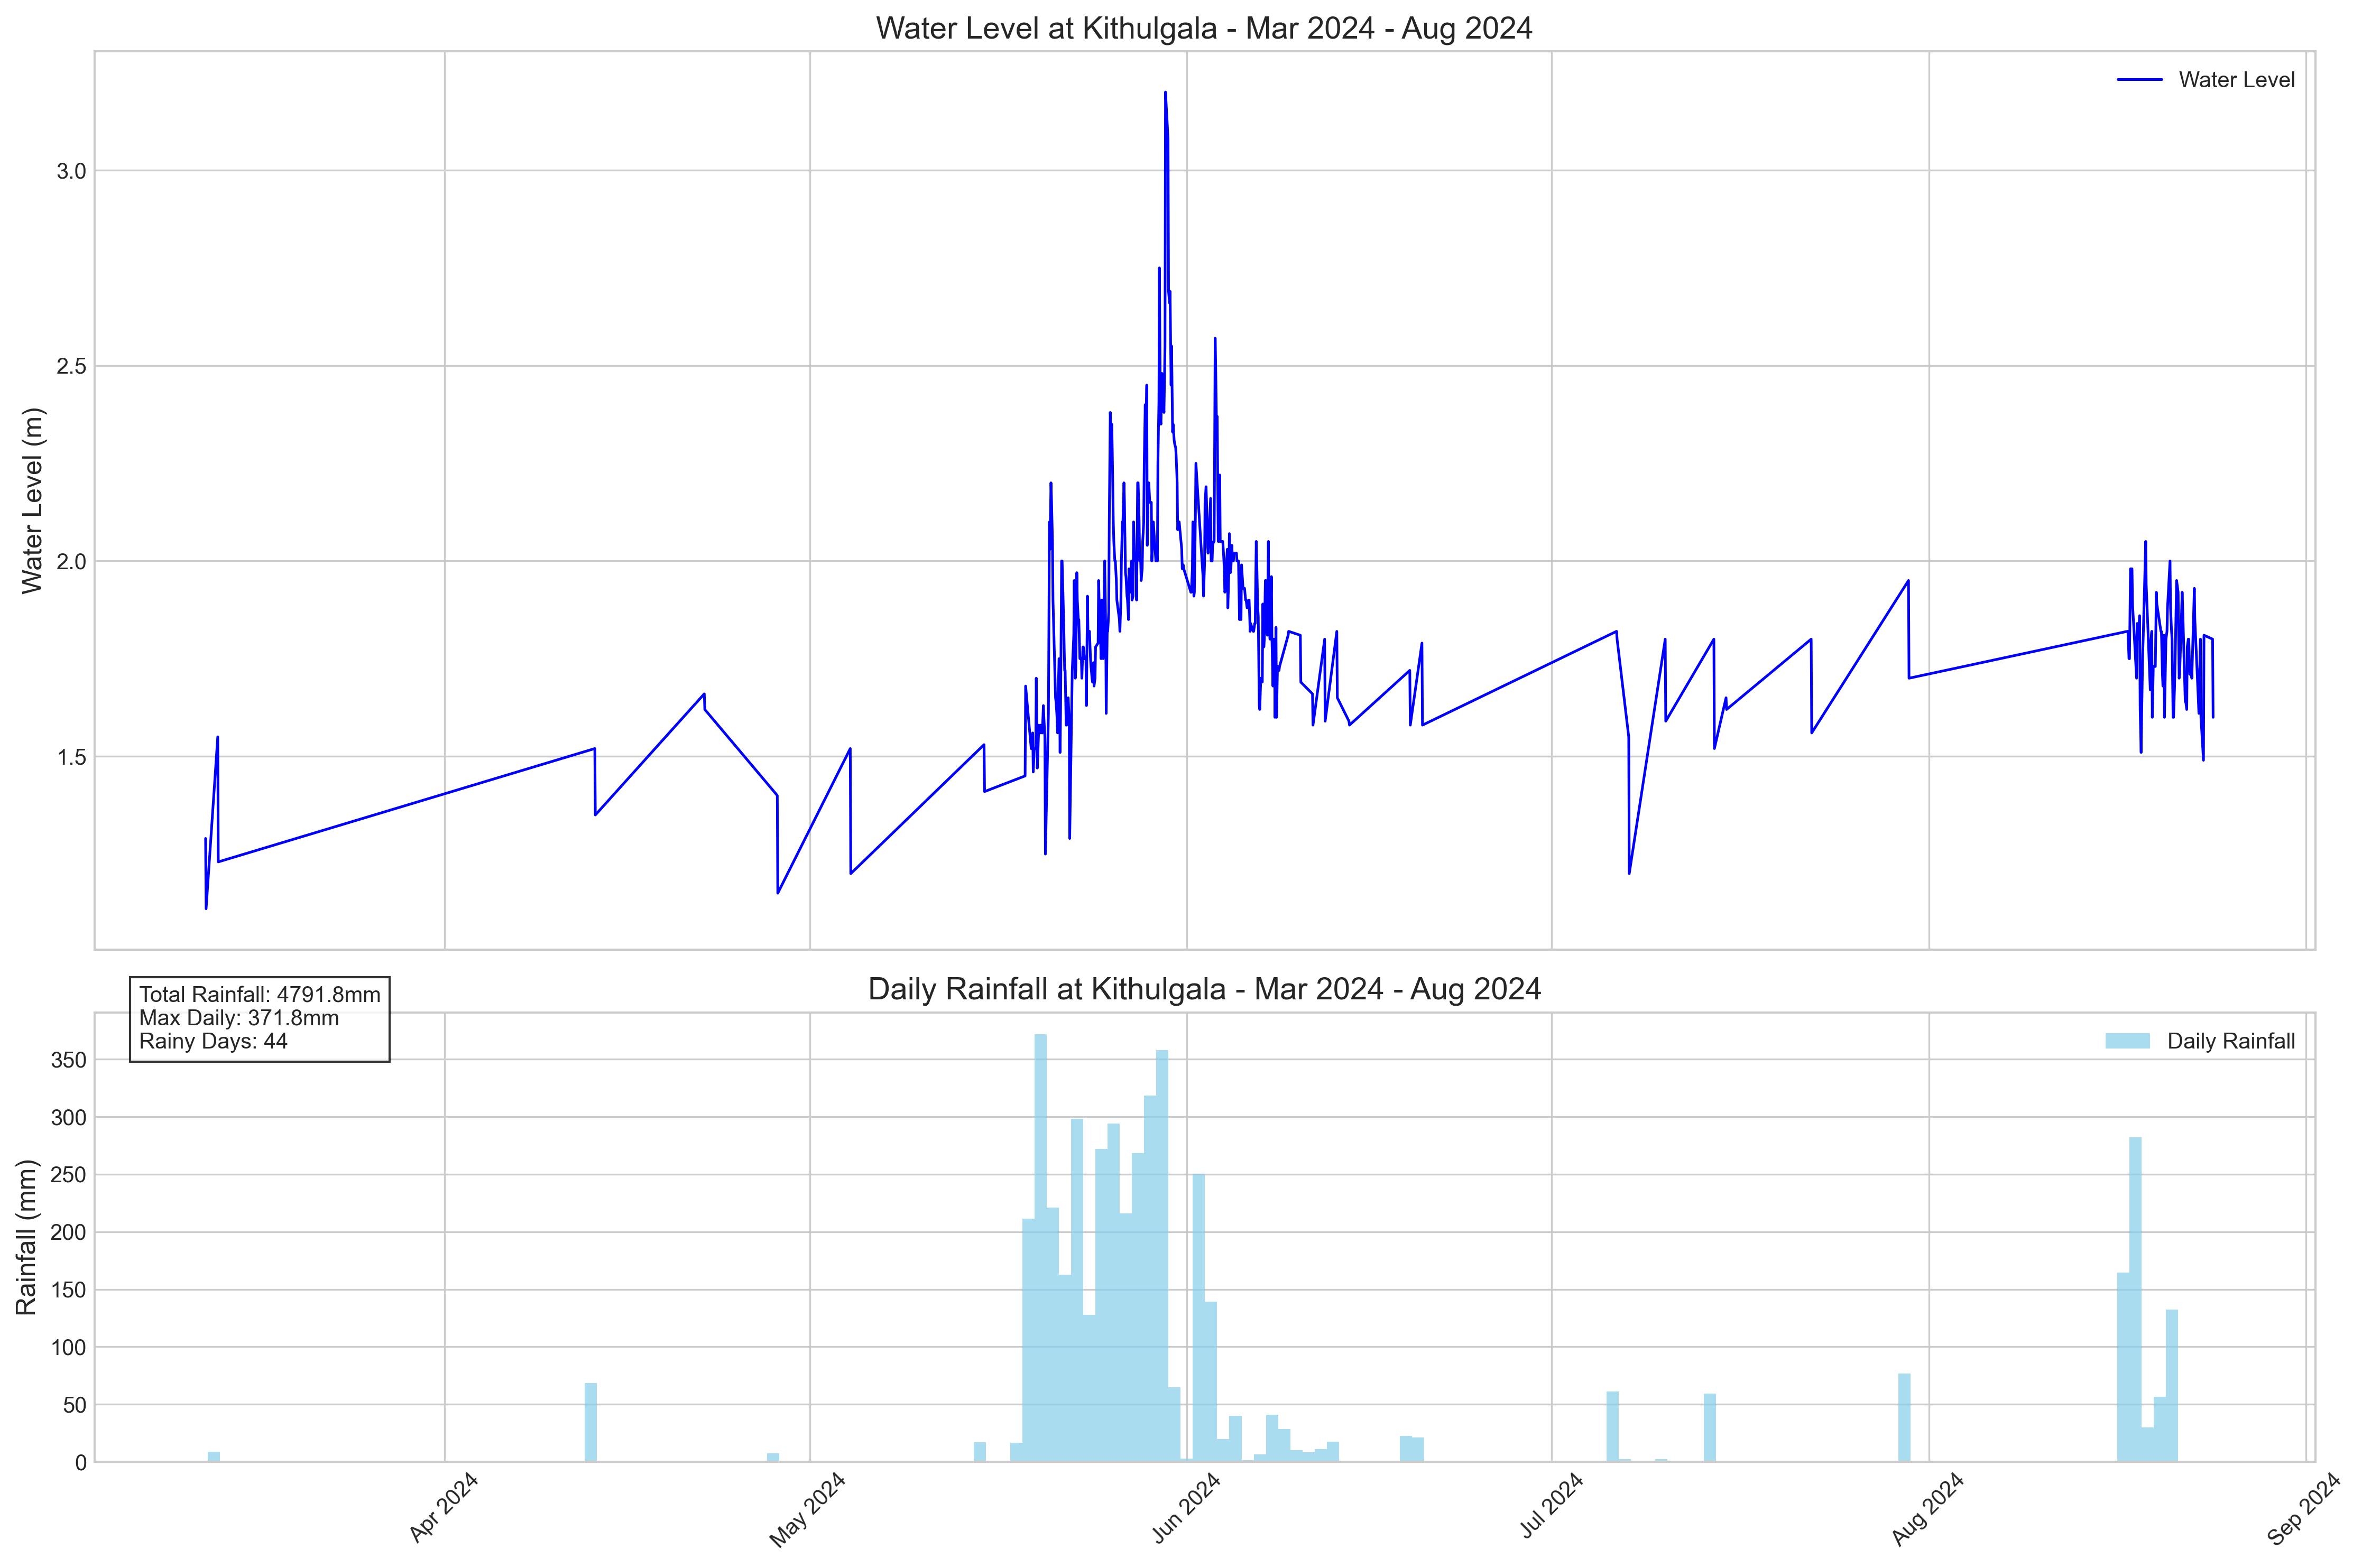 Water Level at Kithulgala - Mar 2024 - Aug 2024
Water Level
Water Level (m)
3.0
2.5
2.0
1.5
Total Rainfall: 4791.8mm
Max Daily: 371.8mm
Rainy Days: 44
Daily Rainfall at Kithulgala - Mar 2024 - Aug 2024
Daily Rainfall
Rainfall (mm)
350
300
250
200
150
100
50
0
Apr 2024
May 2024
Jun 2024
Jul 2024
Aug 2024
Sep 2024